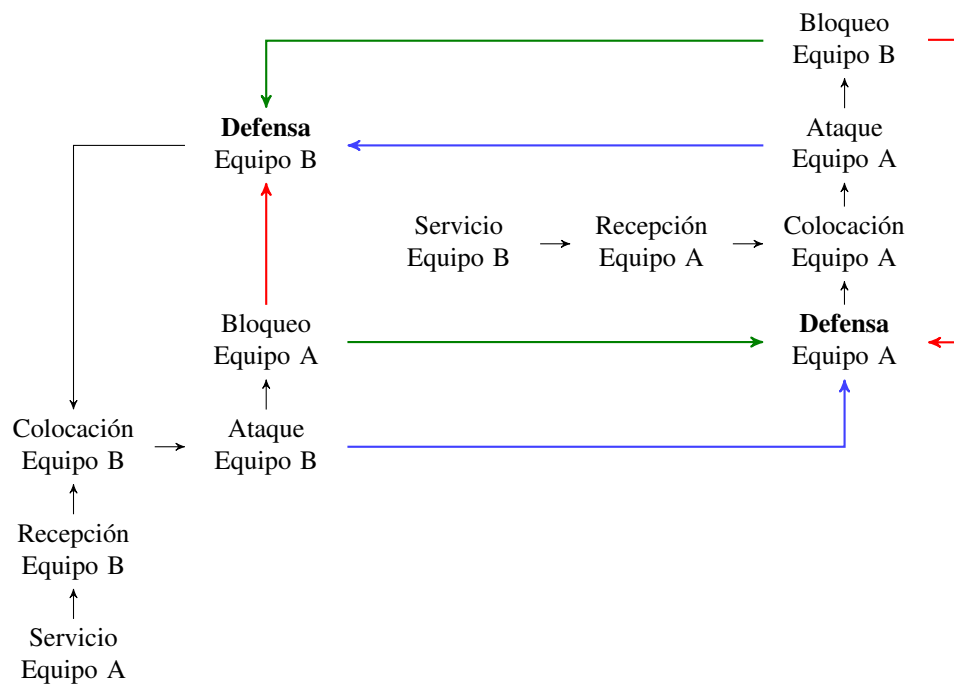 Bloqueo
Equipo B
Defensa
Equipo B
Ataque
Equipo A
Servicio
Equipo B
Recepción
Equipo A
Colocación
Equipo A
Bloqueo
Equipo A
Defensa
Equipo A
Colocación
Equipo B
Ataque
Equipo B
Recepción
Equipo B
Servicio
Equipo A